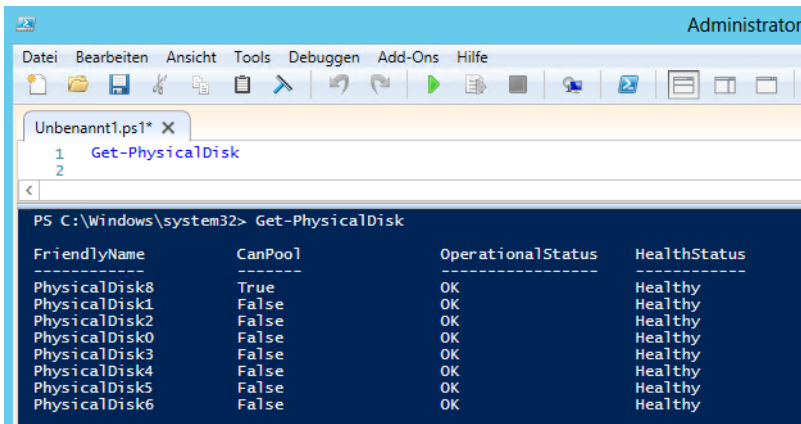 Administrator
Datei Bearbeiten Ansicht Tools Debuggen Add-Ons Hilfe
Unbenannt1.ps1* X
1 Get-PhysicalDisk
2
PS C:\Windows\system32> Get-PhysicalDisk
FriendlyName CanPool OperationalStatus HealthStatus
------------ ------- ----------------- ------------
PhysicalDisk8 True OK Healthy
PhysicalDisk1 False OK Healthy
PhysicalDisk2 False OK Healthy
PhysicalDisk0 False OK Healthy
PhysicalDisk3 False OK Healthy
PhysicalDisk4 False OK Healthy
PhysicalDisk5 False OK Healthy
PhysicalDisk6 False OK Healthy